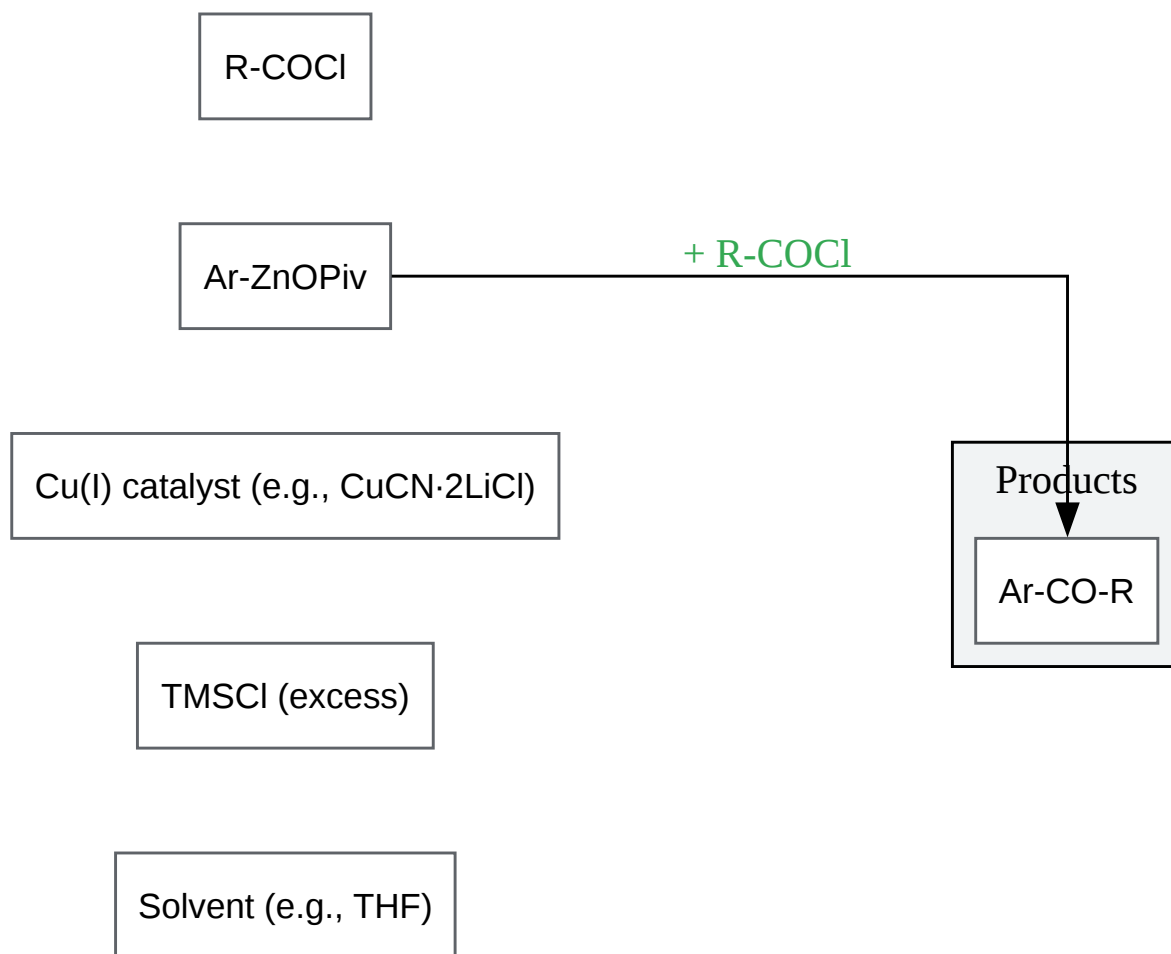 R-COCl
Ar-ZnOPiv
+ R-COCl
Cu(I) catalyst (e.g., CuCN·2LiCl)
Products
Ar-CO-R
TMSCl (excess)
Solvent (e.g., THF)